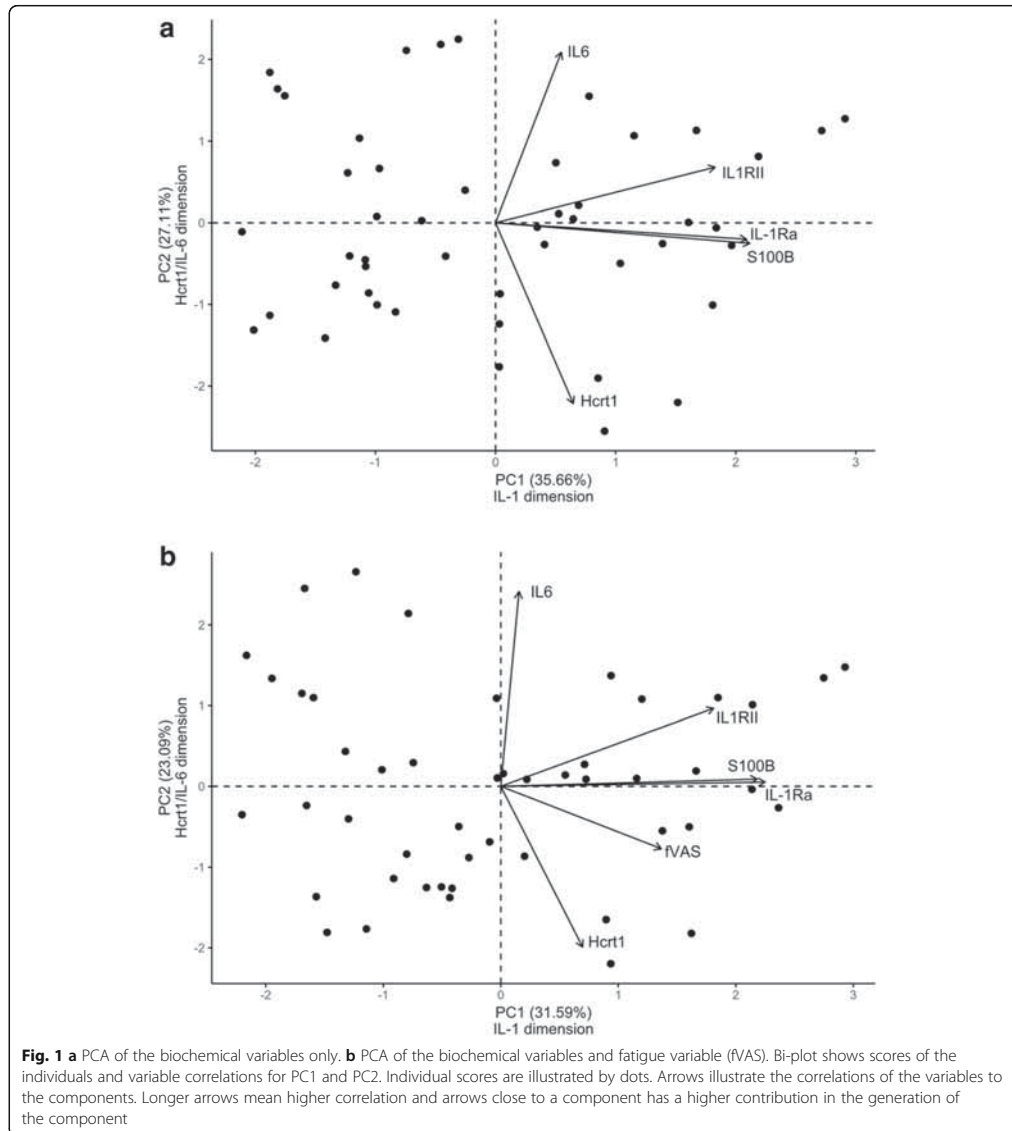 a
2
1
0
-1
-2
PC2 (27.11%)
Hcrt1/IL-6 dimension
IL6
IL1RII
IL-1Ra
S100B
Hcrt1
-2
-1
0
1
2
3
PC1 (35.66%)
IL-1 dimension
b
2
1
0
-1
-2
PC2 (23.09%)
Hcrt1/IL-6 dimension
IL6
IL1RII
S100B
IL-1Ra
fVAS
Hcrt1
-2
-1
0
1
2
3
PC1 (31.59%)
IL-1 dimension
Fig. 1 a PCA of the biochemical variables only. b PCA of the biochemical variables and fatigue variable (fVAS). Bi-plot shows scores of the
individuals and variable correlations for PC1 and PC2. Individual scores are illustrated by dots. Arrows illustrate the correlations of the variables to
the components. Longer arrows mean higher correlation and arrows close to a component has a higher contribution in the generation of
the component